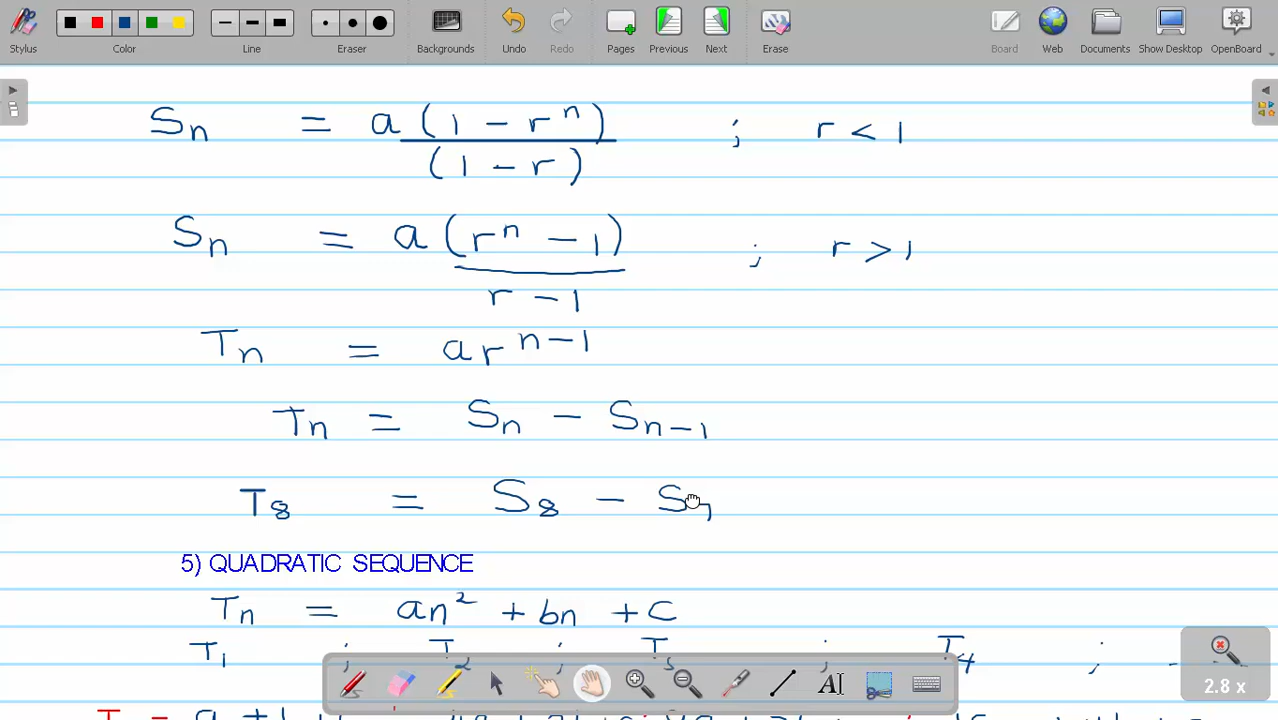 Stylus Color Line Eraser Backgrounds Undo Redo Pages Previous Next Erase Board Web Documents Show Desktop OpenBoard
Sn = a(1 - r^n) ; r < 1
(1 - r)
Sn = a(r^n - 1) ; r > 1
r - 1
Tn = ar^n-1
Tn = Sn - Sn-1
T8 = S8 - S7
5) QUADRATIC SEQUENCE
Tn = an² + bn + c
T1 ; T2 ; T3 ; T4 ; -
2.8 x